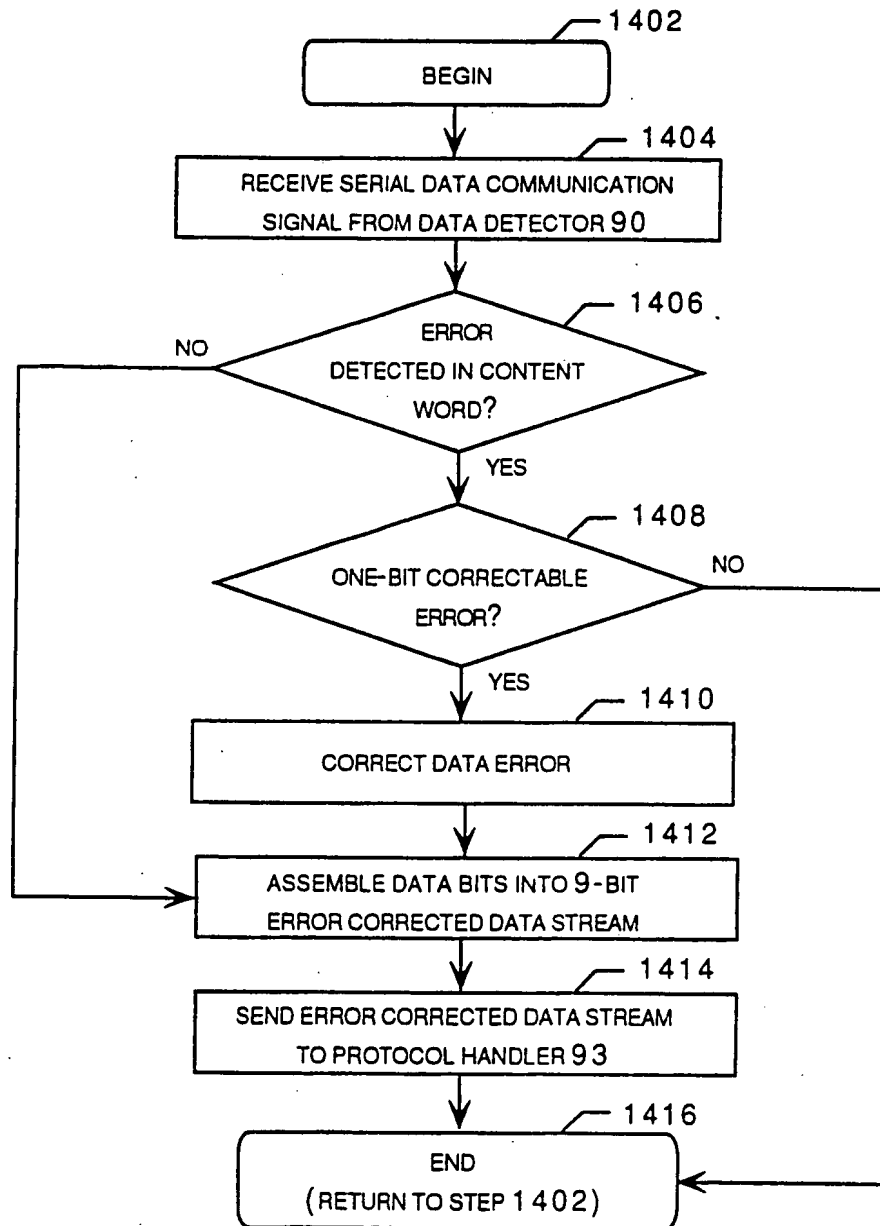 1402
BEGIN
1404
RECEIVE SERIAL DATA COMMUNICATION
SIGNAL FROM DATA DETECTOR 90
1406
ERROR
DETECTED IN CONTENT
WORD?
NO
YES
1408
ONE-BIT CORRECTABLE
ERROR?
NO
YES
1410
CORRECT DATA ERROR
1412
ASSEMBLE DATA BITS INTO 9-BIT
ERROR CORRECTED DATA STREAM
1414
SEND ERROR CORRECTED DATA STREAM
TO PROTOCOL HANDLER 93
1416
END
(RETURN TO STEP 1402)